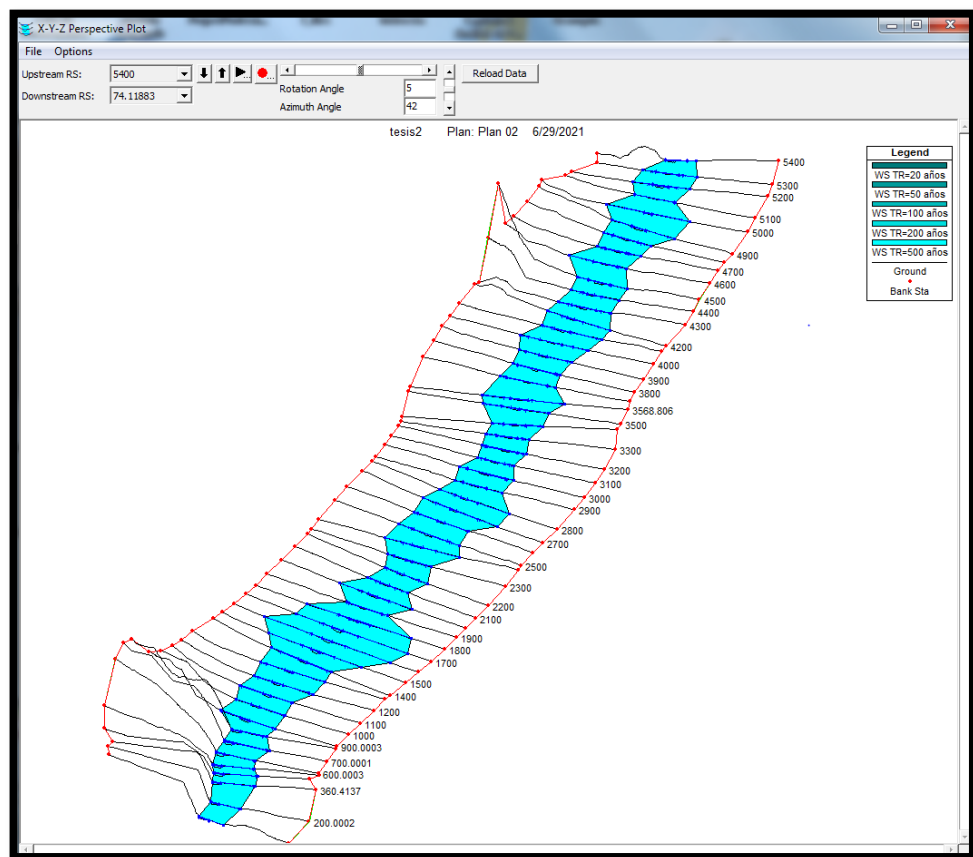 X-Y-Z Perspective Plot
File Options
Upstream RS: 5400
Downstream RS: 74.11883
Rotation Angle 5
Azimuth Angle 42
Reload Data
tesis2 Plan: Plan 02 6/29/2021
Legend
WS TR=20 años
WS TR=50 años
WS TR=100 años
WS TR=200 años
WS TR=500 años
Ground
Bank Sta
5400
5300
5200
5100
5000
4900
4700
4600
4500
4400
4300
4200
4000
3900
3800
3568.806
3500
3300
3200
3100
3000
2900
2800
2700
2500
2300
2200
2100
1900
1800
1700
1500
1400
1200
1100
1000
900.0003
700.0001
600.0003
360.4137
200.0002